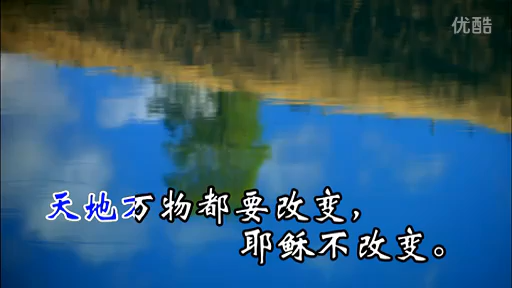 优酷
天地万物都要改变，
耶稣不改变。